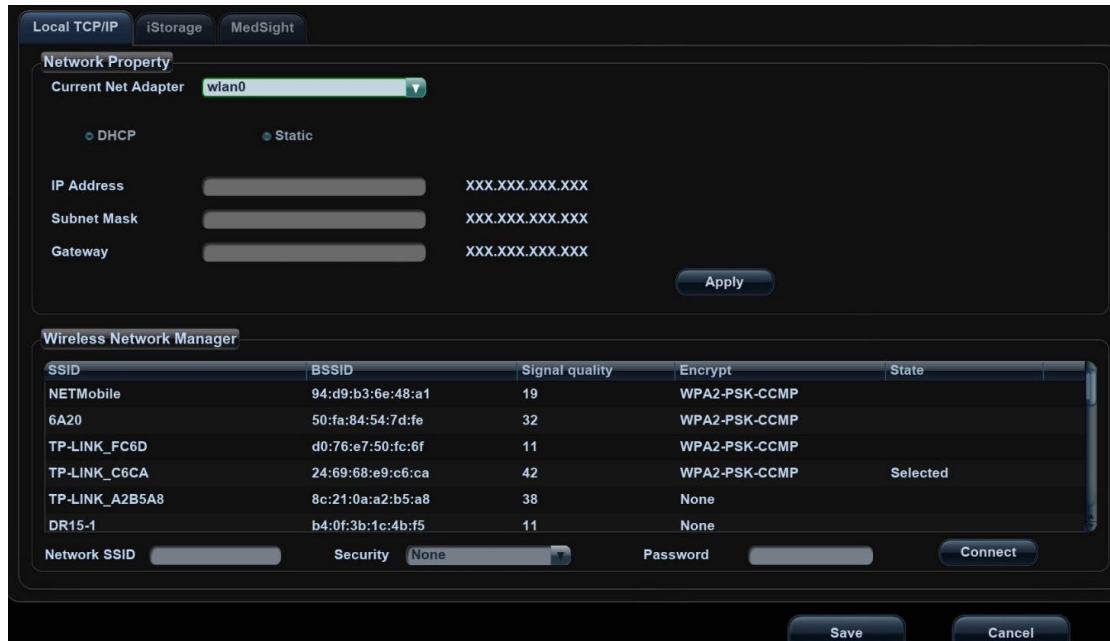 Local TCP/IP iStorage MedSight
Network Property
Current Net Adapter wlan0
DHCP Static
IP Address XXX.XXX.XXX.XXX
Subnet Mask XXX.XXX.XXX.XXX
Gateway XXX.XXX.XXX.XXX
Apply
Wireless Network Manager
SSID BSSID Signal quality Encrypt State
NETMobile 94:d9:b3:6e:48:a1 19 WPA2-PSK-CCMP
6A20 50:fa:84:54:7d:fe 32 WPA2-PSK-CCMP
TP-LINK_FC6D d0:76:e7:50:fc:6f 11 WPA2-PSK-CCMP
TP-LINK_C6CA 24:69:68:e9:c6:ca 42 WPA2-PSK-CCMP Selected
TP-LINK_A2B5A8 8c:21:0a:a2:b5:a8 38 None
DR15-1 b4:0f:3b:1c:4b:f5 11 None
Network SSID Security None Password Connect
Save Cancel